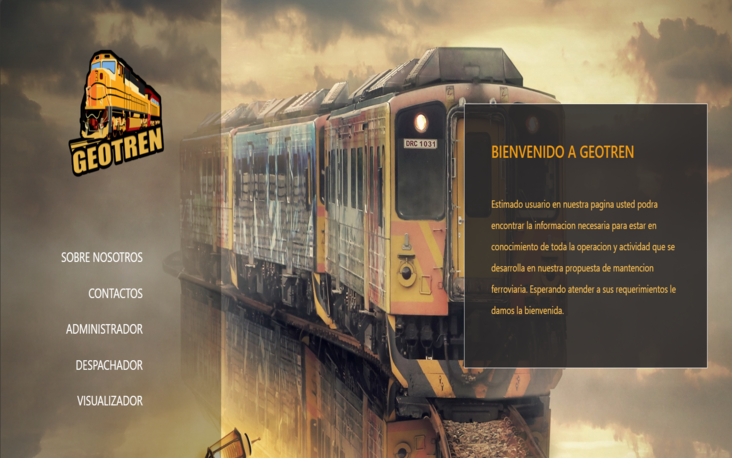 GEOTREN
SOBRE NOSOTROS
CONTACTOS
ADMINISTRADOR
DESPACHADOR
VISUALIZADOR
DRC 1031
BIENVENIDO A GEOTREN
Estimado usuario en nuestra pagina usted podra
encontrar la informacion necesaria para estar en
conocimiento de toda la operacion y actividad que se
desarrolla en nuestra propuesta de mantencion
ferroviaria. Esperando atender a sus requerimientos le
damos la bienvenida.